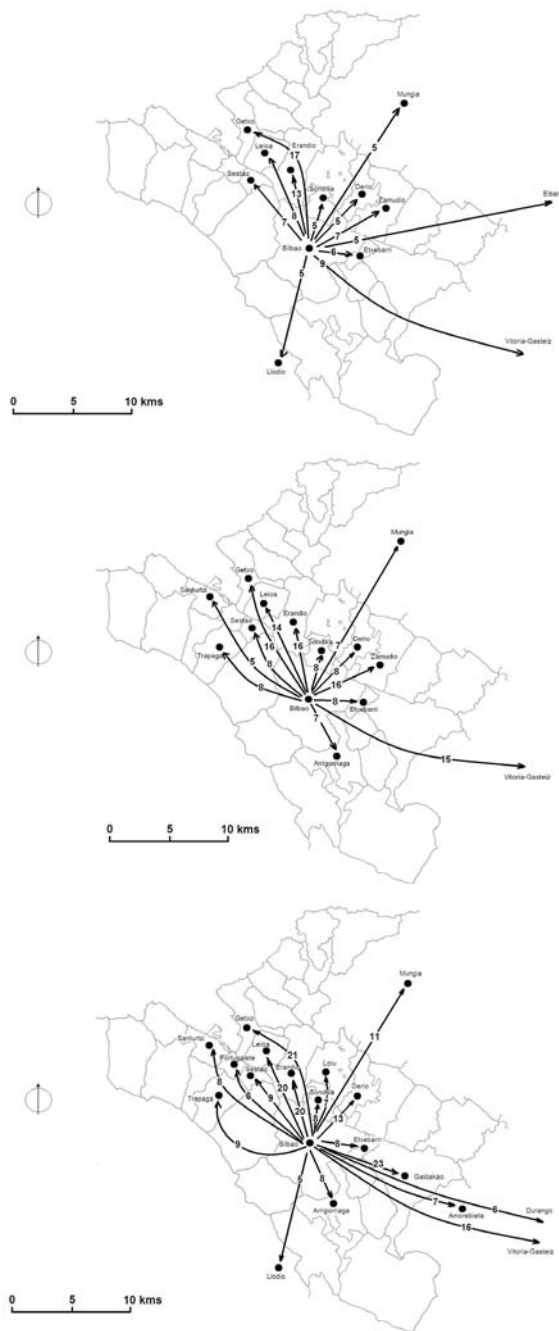 Mungia
Getxo
Leioa
Erandio
17
5
Sestao
Sondika
Derio
Zamudio
Eibar
13
8
7
5
5
7
5
Bilbao
6
Etxebarri
9
5
Vitoria-Gasteiz
Llodio
0 5 10 kms
Mungia
Getxo
Santurtzi
Leioa
Erandio
Sestao
14
16
16
7
Trapaga
Sondika
Derio
Zamudio
5
8
8
8
16
8
8
Bilbao
Etxebarri
7
Arrigorriaga
15
Vitoria-Gasteiz
0 5 10 kms
Mungia
Getxo
11
Santurtzi
Leioa
21
Portugalete
Sestao
Erandio
Loiu
8
20
7
Trapaga
6
9
20
Sondika
8
Derio
13
Bilbao
Etxebarri
8
9
23
Galdakao
5
8
7
6
Arrigorriaga
Amorebieta
Durango
16
Vitoria-Gasteiz
Llodio
0 5 10 kms